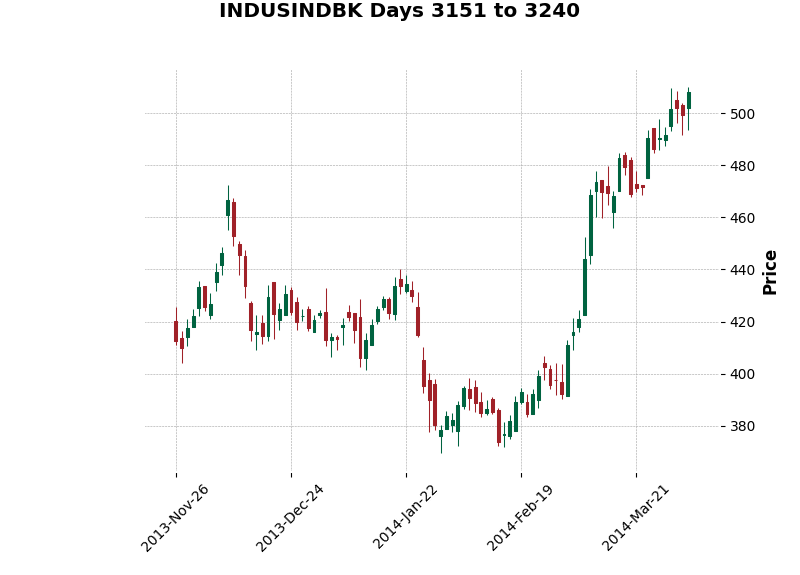 INDUSINDBK Days 3151 to 3240
500
480
460
440
420
400
380
Price
2013-Nov-26
2013-Dec-24
2014-Jan-22
2014-Feb-19
2014-Mar-21